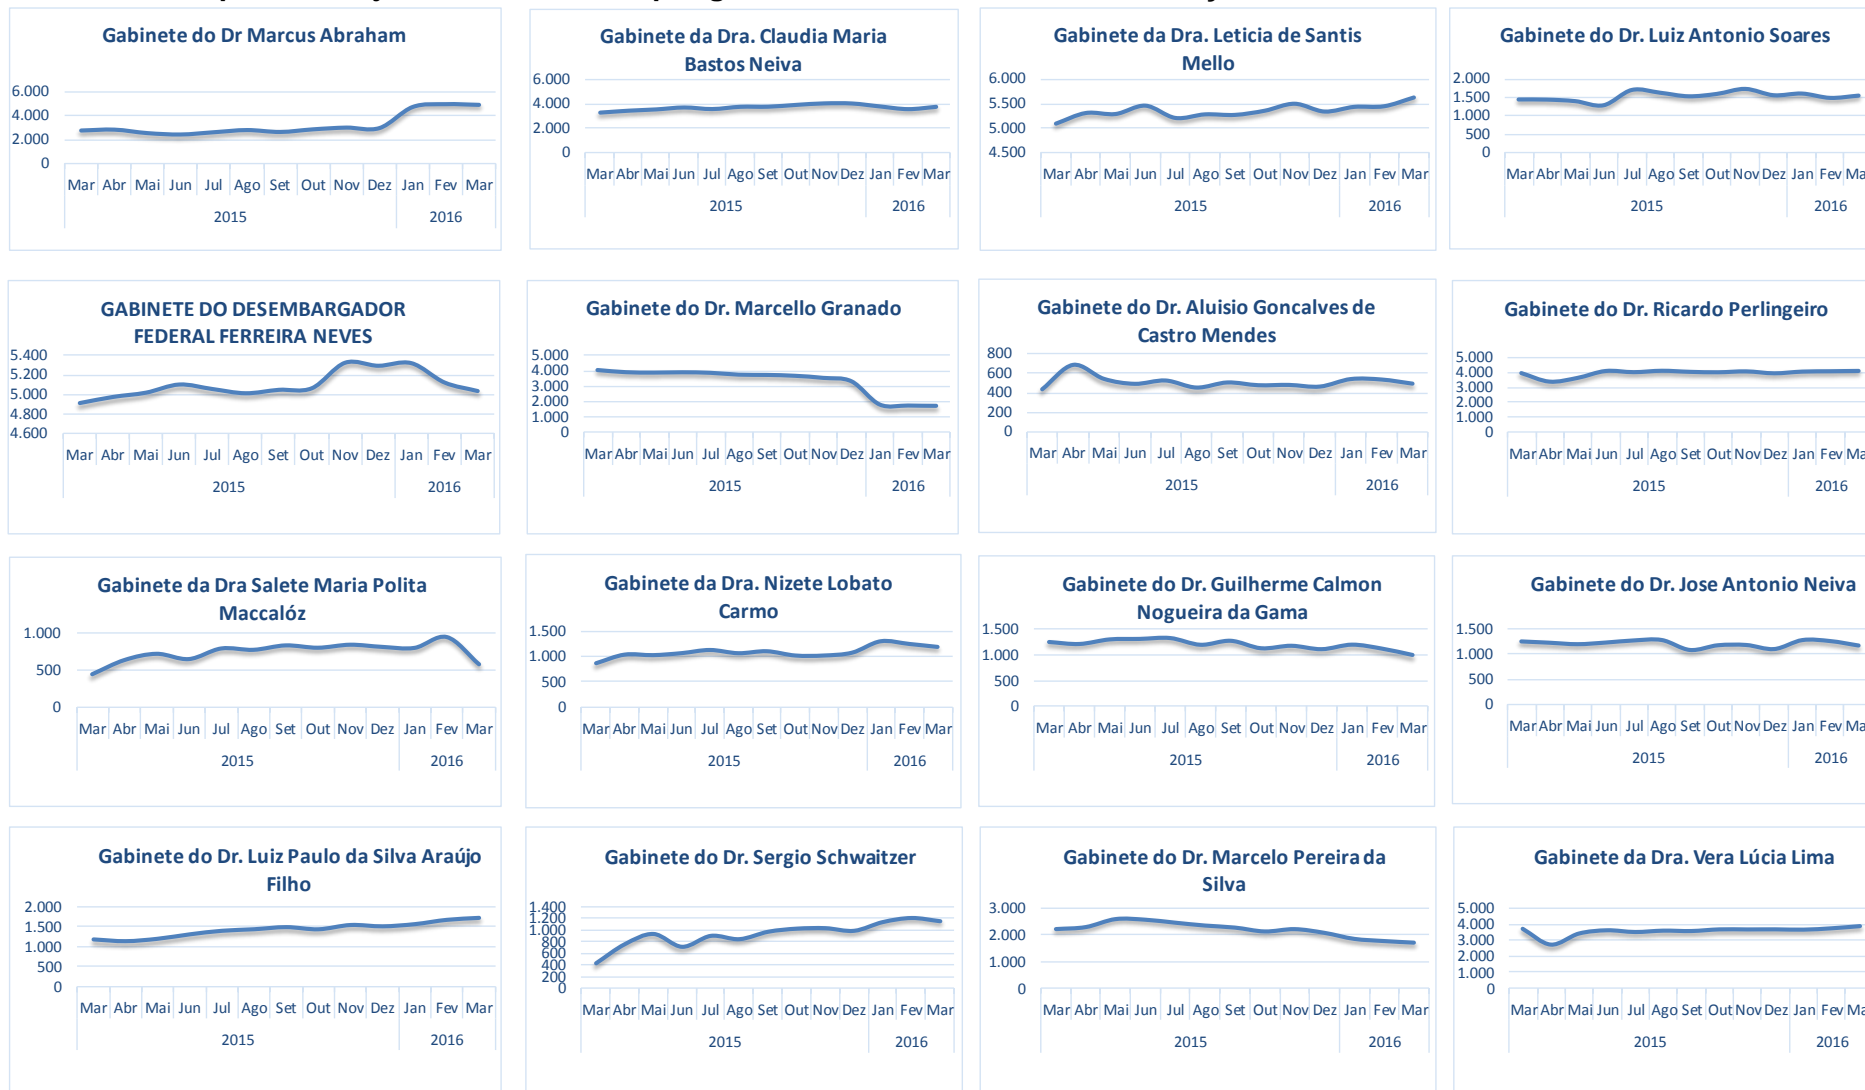 Gabinete do Dr Marcus Abraham
6.000
4.000
2.000
0
Mar Abr Mai Jun Jul Ago Set Out Nov Dez Jan Fev Mar
2015 2016
Gabinete da Dra. Claudia Maria
Bastos Neiva
6.000
4.000
2.000
0
Mar Abr Mai Jun Jul Ago Set Out Nov Dez Jan Fev Mar
2015 2016
Gabinete da Dra. Leticia de Santis
Mello
6.000
5.500
5.000
4.500
Mar Abr Mai Jun Jul Ago Set Out Nov Dez Jan Fev Mar
2015 2016
Gabinete do Dr. Luiz Antonio Soares
2.000
1.500
1.000
500
0
Mar Abr Mai Jun Jul Ago Set Out Nov Dez Jan Fev Ma
2015 2016
GABINETE DO DESEMBARGADOR
FEDERAL FERREIRA NEVES
5.400
5.200
5.000
4.800
4.600
Mar Abr Mai Jun Jul Ago Set Out Nov Dez Jan Fev Mar
2015 2016
Gabinete do Dr. Marcello Granado
5.000
4.000
3.000
2.000
1.000
0
Mar Abr Mai Jun Jul Ago Set Out Nov Dez Jan Fev Mar
2015 2016
Gabinete do Dr. Aluisio Goncalves de
Castro Mendes
800
600
400
200
0
Mar Abr Mai Jun Jul Ago Set Out Nov Dez Jan Fev Mar
2015 2016
Gabinete do Dr. Ricardo Perlingeiro
5.000
4.000
3.000
2.000
1.000
0
Mar Abr Mai Jun Jul Ago Set Out Nov Dez Jan Fev Ma
2015 2016
Gabinete da Dra Salete Maria Polita
Maccalóz
1.000
500
0
Mar Abr Mai Jun Jul Ago Set Out Nov Dez Jan Fev Mar
2015 2016
Gabinete da Dra. Nizete Lobato
Carmo
1.500
1.000
500
0
Mar Abr Mai Jun Jul Ago Set Out Nov Dez Jan Fev Mar
2015 2016
Gabinete do Dr. Guilherme Calmon
Nogueira da Gama
1.500
1.000
500
0
Mar Abr Mai Jun Jul Ago Set Out Nov Dez Jan Fev Mar
2015 2016
Gabinete do Dr. Jose Antonio Neiva
1.500
1.000
500
0
Mar Abr Mai Jun Jul Ago Set Out Nov Dez Jan Fev Ma
2015 2016
Gabinete do Dr. Luiz Paulo da Silva Araújo
Filho
2.000
1.500
1.000
500
0
Mar Abr Mai Jun Jul Ago Set Out Nov Dez Jan Fev Mar
2015 2016
Gabinete do Dr. Sergio Schwaitzer
1.400
1.200
1.000
800
600
400
200
0
Mar Abr Mai Jun Jul Ago Set Out Nov Dez Jan Fev Mar
2015 2016
Gabinete do Dr. Marcelo Pereira da
Silva
3.000
2.000
1.000
0
Mar Abr Mai Jun Jul Ago Set Out Nov Dez Jan Fev Mar
2015 2016
Gabinete da Dra. Vera Lúcia Lima
5.000
4.000
3.000
2.000
1.000
0
Mar Abr Mai Jun Jul Ago Set Out Nov Dez Jan Fev Ma
2015 2016